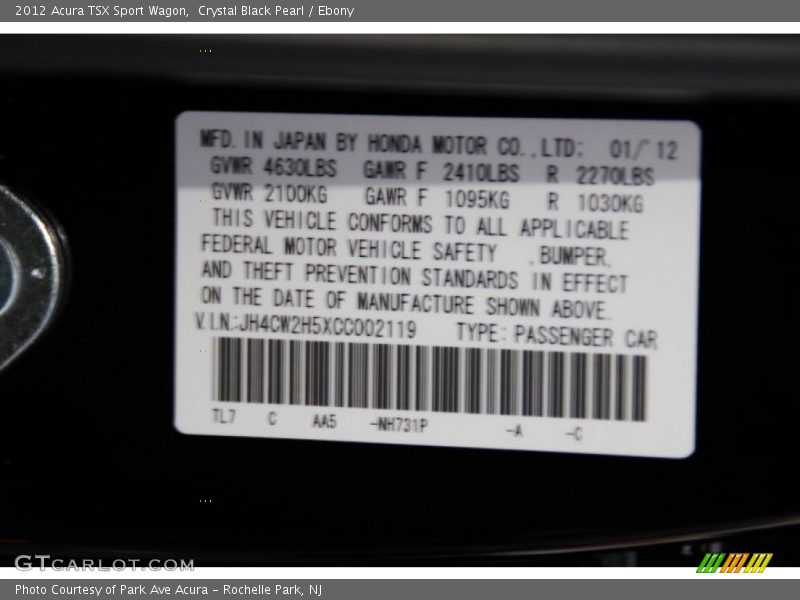 2012 Acura TSX Sport Wagon,  Crystal Black Pearl / Ebony
MFD. IN JAPAN BY HONDA MOTOR CO., LTD: 01/ 12
GVWR 4630LBS GAWR F 2410LBS R 2270LBS
GVWR 2100KG GAWR F 1095KG R 1030KG
THIS VEHICLE CONFORMS TO ALL APPLICABLE
FEDERAL MOTOR VEHICLE SAFETY ,BUMPER,
AND THEFT PREVENTION STANDARDS IN EFFECT
ON THE DATE OF MANUFACTURE SHOWN ABOVE.
V.I.N.:JH4CW2H5XCC002119 TYPE: PASSENGER CAR
TL7 C AA5 -NH731P -A -C
GTCARLOT.COM
Photo Courtesy of Park Ave Acura - Rochelle Park, NJ